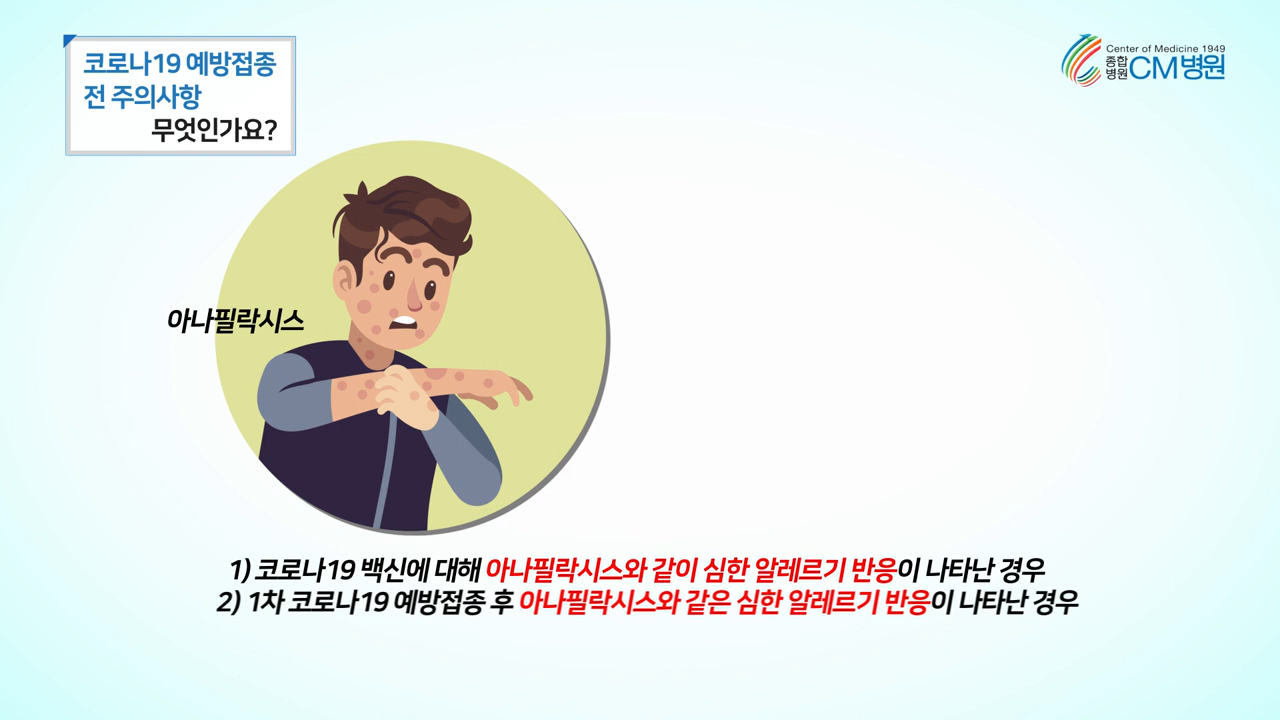 코로나19 예방접종
전 주의사항
무엇인가요?
Center of Medicine 1949
종합
병원 CM병원
아나필락시스
1) 코로나19 백신에 대해 아나필락시스와 같이 심한 알레르기 반응이 나타난 경우
2) 1차 코로나19 예방접종 후 아나필락시스와 같은 심한 알레르기 반응이 나타난 경우